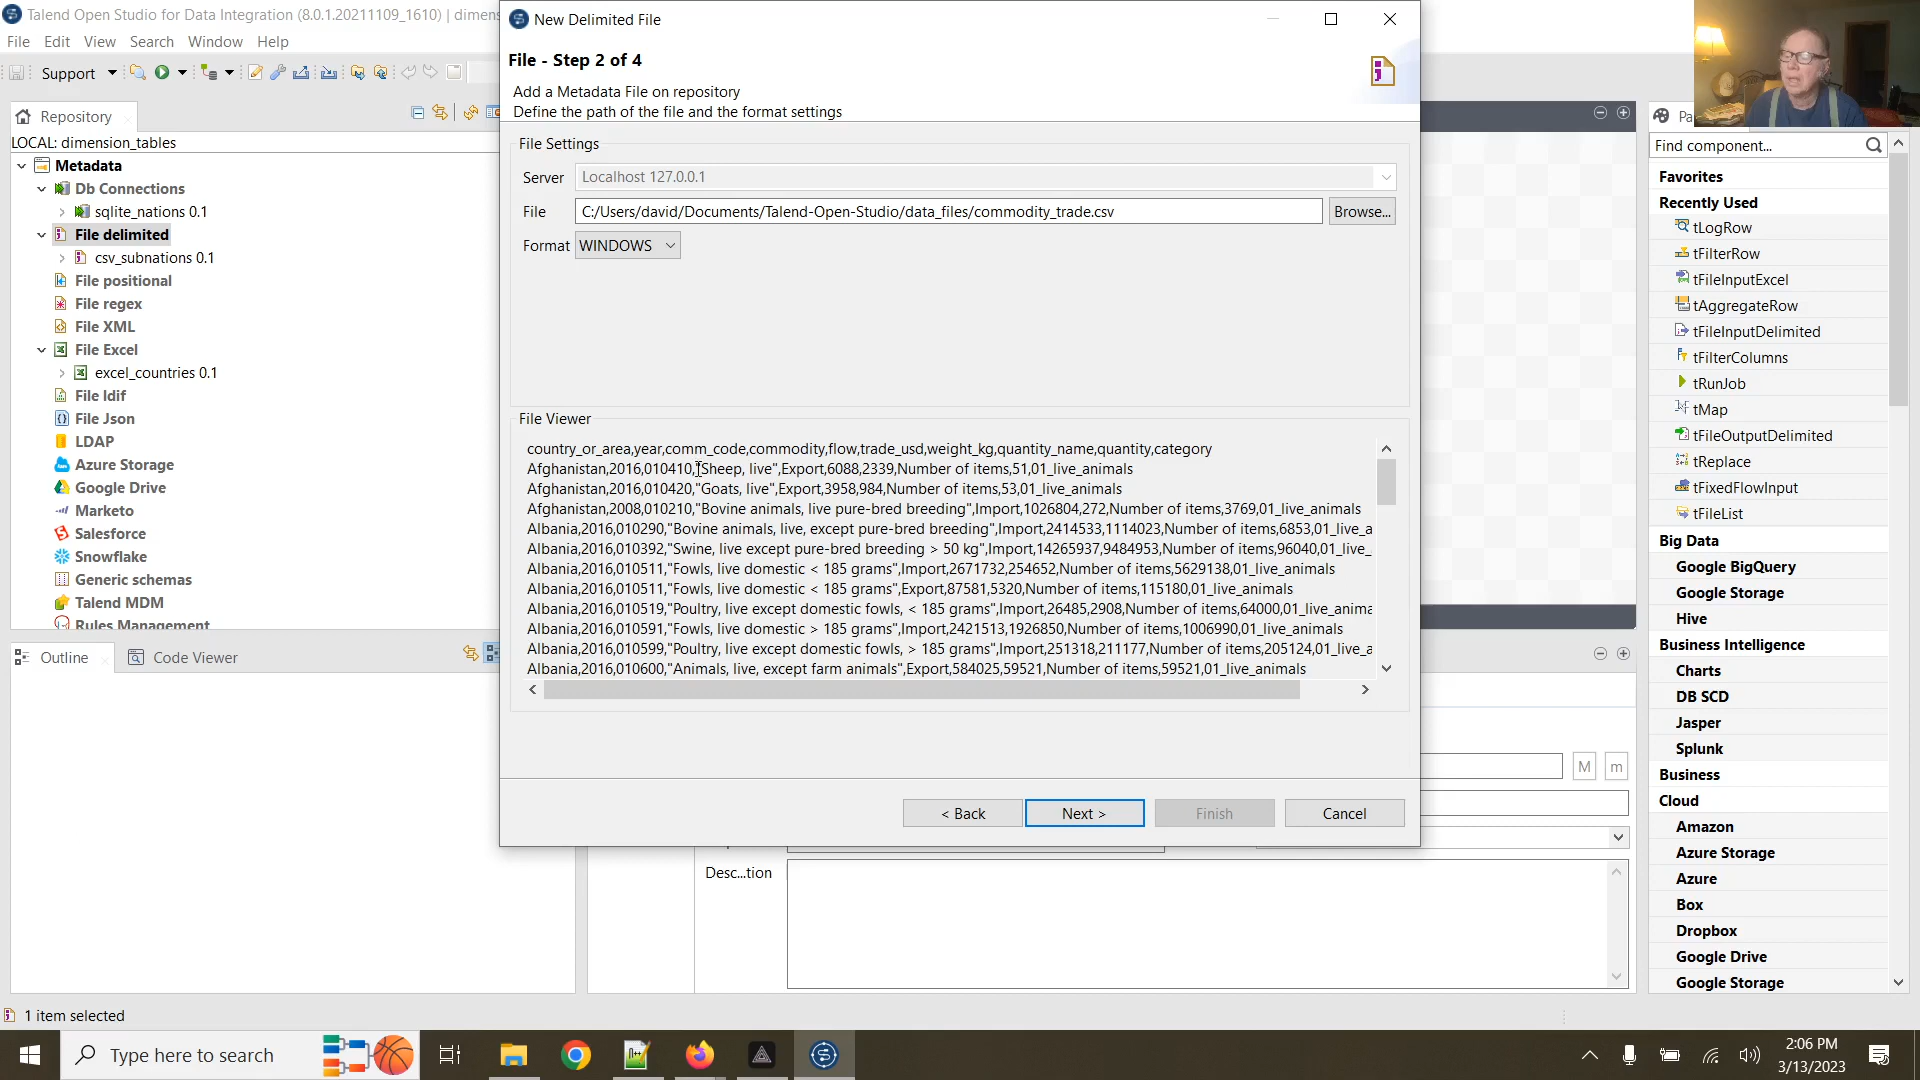 Talend Open Studio for Data Integration (8.0.1.20211109_1610) | dimens
File Edit View Search Window Help
Support
Repository
LOCAL: dimension_tables
Metadata
Db Connections
sqlite_nations 0.1
File delimited
csv_subnations 0.1
File positional
File regex
File XML
File Excel
excel_countries 0.1
File ldif
File Json
LDAP
Azure Storage
Google Drive
Marketo
Salesforce
Snowflake
Generic schemas
Talend MDM
Rules Management
Outline
Code Viewer
New Delimited File
File - Step 2 of 4
Add a Metadata File on repository
Define the path of the file and the format settings
File Settings
Server Localhost 127.0.0.1
File C:/Users/david/Documents/Talend-Open-Studio/data_files/commodity_trade.csv Browse...
Format WINDOWS
File Viewer
country_or_area,year,comm_code,commodity,flow,trade_usd,weight_kg,quantity_name,quantity,category
Afghanistan,2016,010410,"Sheep, live",Export,6088,2339,Number of items,51,01_live_animals
Afghanistan,2016,010420,"Goats, live",Export,3958,984,Number of items,53,01_live_animals
Afghanistan,2008,010210,"Bovine animals, live pure-bred breeding",Import,1026804,272,Number of items,3769,01_live_animals
Albania,2016,010290,"Bovine animals, live, except pure-bred breeding",Import,2414533,1114023,Number of items,6853,01_live_a
Albania,2016,010392,"Swine, live except pure-bred breeding > 50 kg",Import,14265937,9484953,Number of items,96040,01_live_
Albania,2016,010511,"Fowls, live domestic < 185 grams",Import,2671732,254652,Number of items,5629138,01_live_animals
Albania,2016,010511,"Fowls, live domestic < 185 grams",Export,87581,5320,Number of items,115180,01_live_animals
Albania,2016,010519,"Poultry, live except domestic fowls, < 185 grams",Import,26485,2908,Number of items,64000,01_live_anima
Albania,2016,010591,"Fowls, live domestic > 185 grams",Import,2421513,1926850,Number of items,1006990,01_live_animals
Albania,2016,010599,"Poultry, live except domestic fowls, > 185 grams",Import,251318,211177,Number of items,205124,01_live_a
Albania,2016,010600,"Animals, live, except farm animals",Export,584025,59521,Number of items,59521,01_live_animals
< Back Next > Finish Cancel
M m
Desc...tion
Pa
Find component...
Favorites
Recently Used
tLogRow
tFilterRow
tFileInputExcel
tAggregateRow
tFileInputDelimited
tFilterColumns
tRunJob
tMap
tFileOutputDelimited
tReplace
tFixedFlowInput
tFileList
Big Data
Google BigQuery
Google Storage
Hive
Business Intelligence
Charts
DB SCD
Jasper
Splunk
Business
Cloud
Amazon
Azure Storage
Azure
Box
Dropbox
Google Drive
Google Storage
1 item selected
Type here to search
2:06 PM
3/13/2023